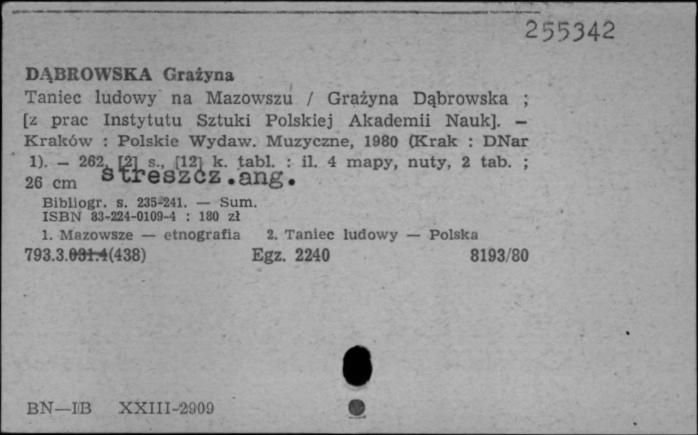 255342
DĄBROWSKA Grażyna
Taniec ludowy na Mazowszu / Grażyna Dąbrowska ;
[z prac Instytutu Sztuki Polskiej Akademii Nauk]. —
Kraków : Polskie Wydaw. Muzyczne, 1980 (Krak : DNar
1). — 262, [2] s., [12] k. tabl. : il. 4 mapy, nuty, 2 tab. ;
26 cm streszcz.ang.
Bibliogr. s. 235-241. — Sum.
ISBN 83-224-0109-4 : 180 zł
1. Mazowsze — etnografia 2. Taniec ludowy — Polska
793.3.031.4(438) Egz. 2240 8193/80
BN—IB XXIII-2909